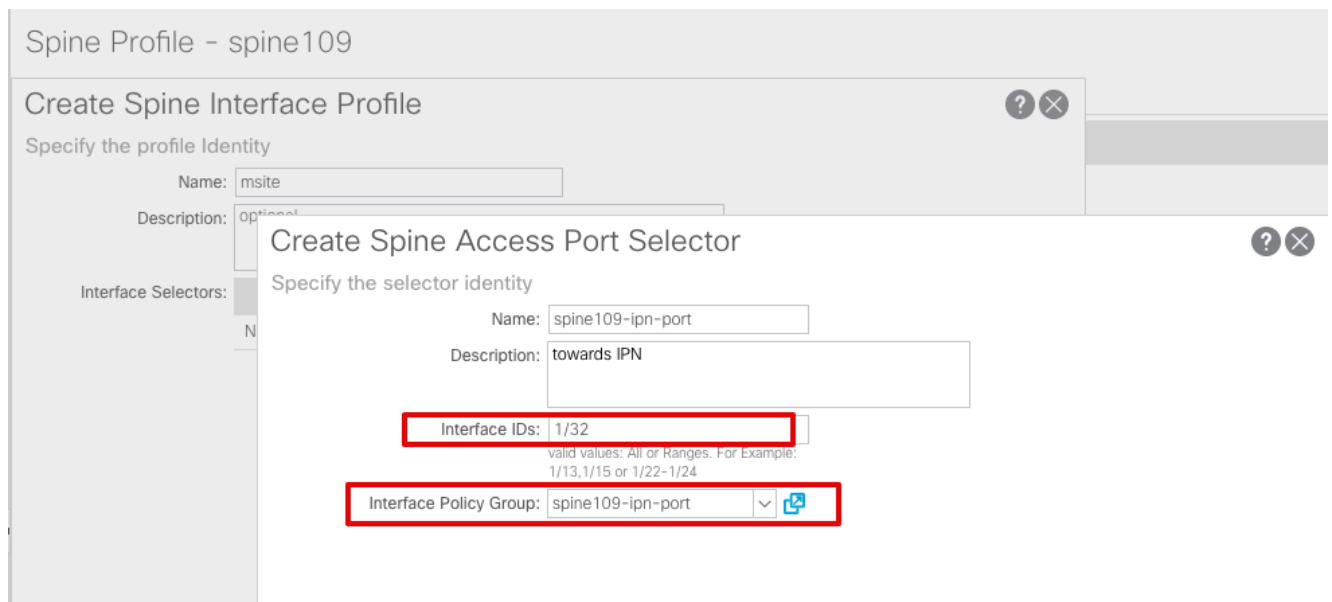 Spine Profile - spine109
Create Spine Interface Profile
Specify the profile Identity
Name: msite
Description: optional
Create Spine Access Port Selector
Interface Selectors:
Specify the selector identity
N
Name: spine109-ipn-port
Description: towards IPN
Interface IDs: 1/32
valid values: All or Ranges. For Example:
1/13,1/15 or 1/22-1/24
Interface Policy Group: spine109-ipn-port